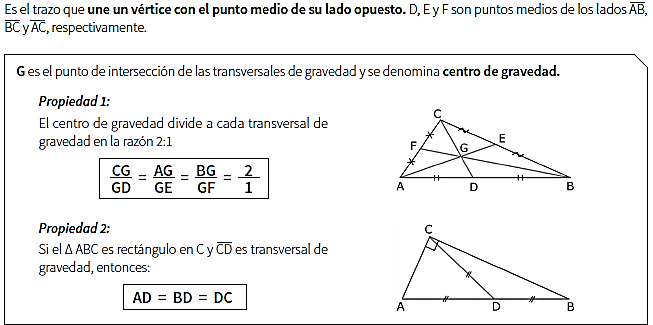 Es el trazo que une un vértice con el punto medio de su lado opuesto. D, E y F son puntos medios de los lados A̅B̅,
B̅C̅ y A̅C̅, respectivamente.
G es el punto de intersección de las transversales de gravedad y se denomina centro de gravedad.
Propiedad 1:
El centro de gravedad divide a cada transversal de
gravedad en la razón 2:1
CG/GD = AG/GE = BG/GF = 2/1
C
F
G
E
A
D
B
Propiedad 2:
Si el Δ ABC es rectángulo en C y C̅D̅ es transversal de
gravedad, entonces:
AD = BD = DC
C
A
D
B